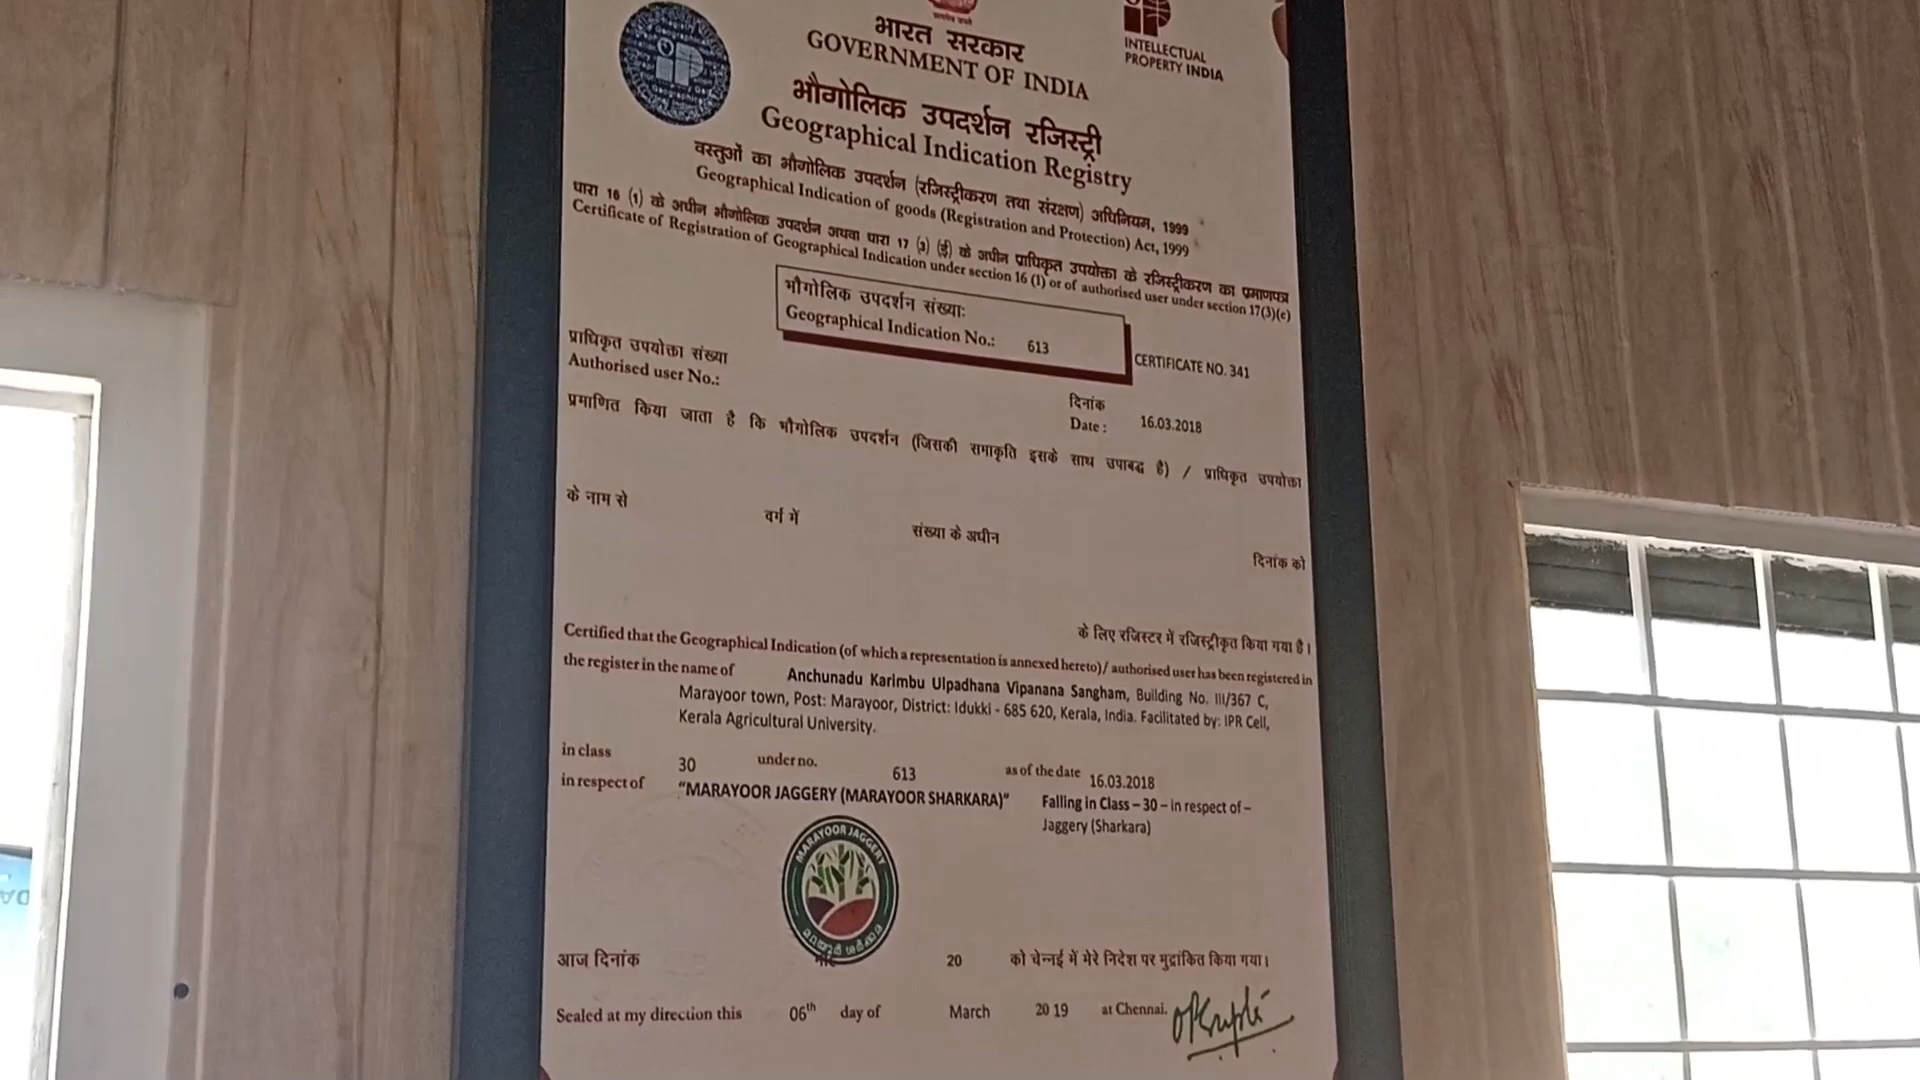 भारत सरकार
GOVERNMENT OF INDIA
INTELLECTUAL
PROPERTY INDIA
भौगोलिक उपदर्शन रजिस्ट्री
Geographical Indication Registry
वस्तुओं का भौगोलिक उपदर्शन (रजिस्ट्रीकरण तथा संरक्षण) अधिनियम, 1999
Geographical Indication of goods (Registration and Protection) Act, 1999
धारा 16 (1) के अधीन भौगोलिक उपदर्शन अथवा धारा 17 (3) (ई) के अधीन प्राधिकृत उपयोक्ता के रजिस्ट्रीकरण का प्रमाणपत्र
Certificate of Registration of Geographical Indication under section 16 (1) or of authorised user under section 17(3)(e)
भौगोलिक उपदर्शन संख्याः
Geographical Indication No.: 613
CERTIFICATE NO. 341
प्राधिकृत उपयोक्ता संख्या
Authorised user No.:
दिनांक
Date : 16.03.2018
प्रमाणित किया जाता है कि भौगोलिक उपदर्शन (जिसकी समाकृति इसके साथ उपाबद्ध है) / प्राधिकृत उपयोक्ता
के नाम से वर्ग में संख्या के अधीन दिनांक को
के लिए रजिस्टर में रजिस्ट्रीकृत किया गया है।
Certified that the Geographical Indication (of which a representation is annexed hereto)/ authorised user has been registered in
the register in the name of Anchunadu Karimbu Ulpadhana Vipanana Sangham, Building No. III/367 C,
Marayoor town, Post: Marayoor, District: Idukki - 685 620, Kerala, India. Facilitated by: IPR Cell,
Kerala Agricultural University.
in class 30 under no. 613 as of the date 16.03.2018
in respect of "MARAYOOR JAGGERY (MARAYOOR SHARKARA)" Falling in Class – 30 – in respect of –
Jaggery (Sharkara)
MARAYOOR JAGGERY
മറയൂർ ശർക്കര
आज दिनांक 20 को चेन्नई में मेरे निदेश पर मुद्रांकित किया गया।
Sealed at my direction this 06th day of March 2019 at Chennai.